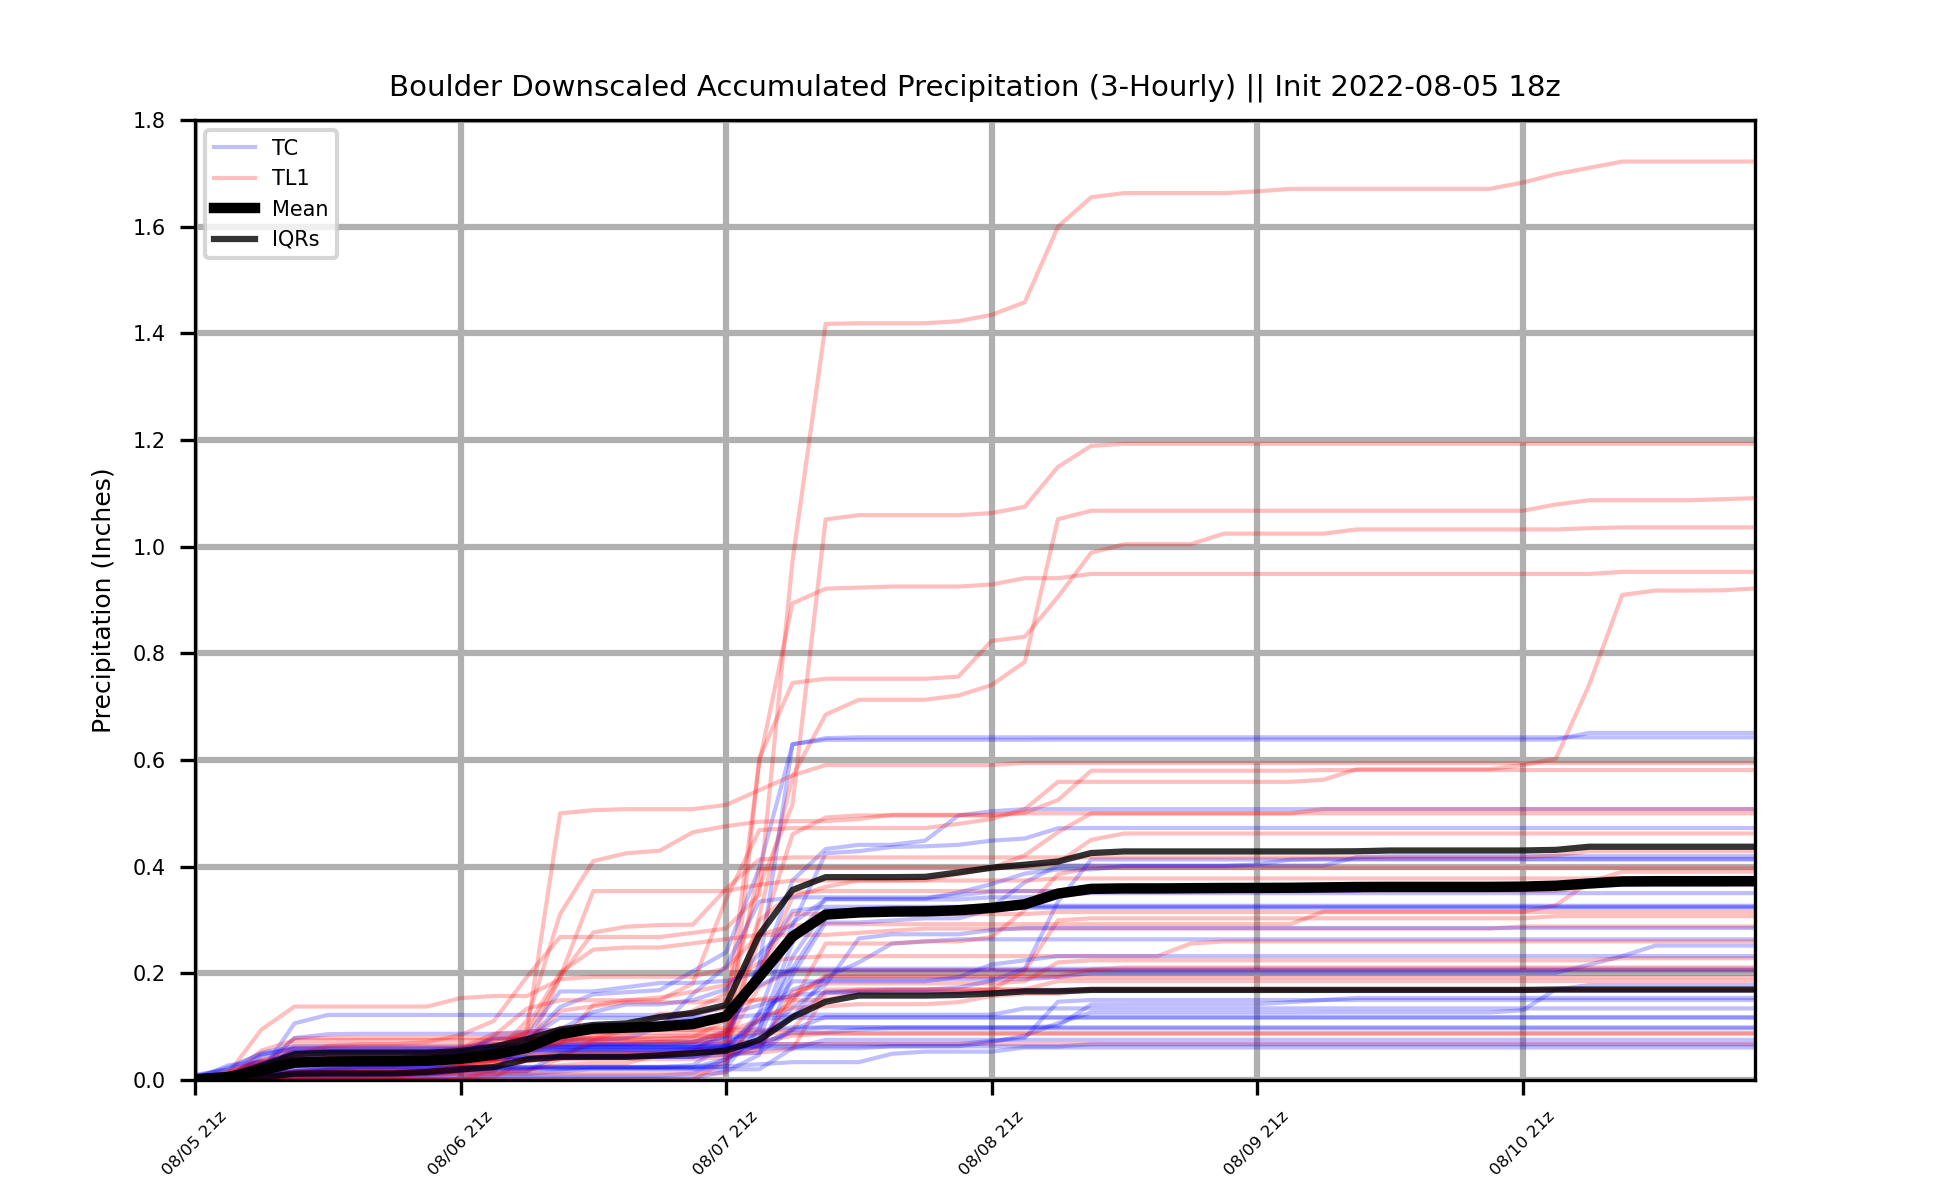 Boulder Downscaled Accumulated Precipitation (3-Hourly) || Init 2022-08-05 18z
TC
TL1
Mean
IQRs
Precipitation (Inches)
1.8
1.6
1.4
1.2
1.0
0.8
0.6
0.4
0.2
0.0
08/05 21z
08/06 21z
08/07 21z
08/08 21z
08/09 21z
08/10 21z